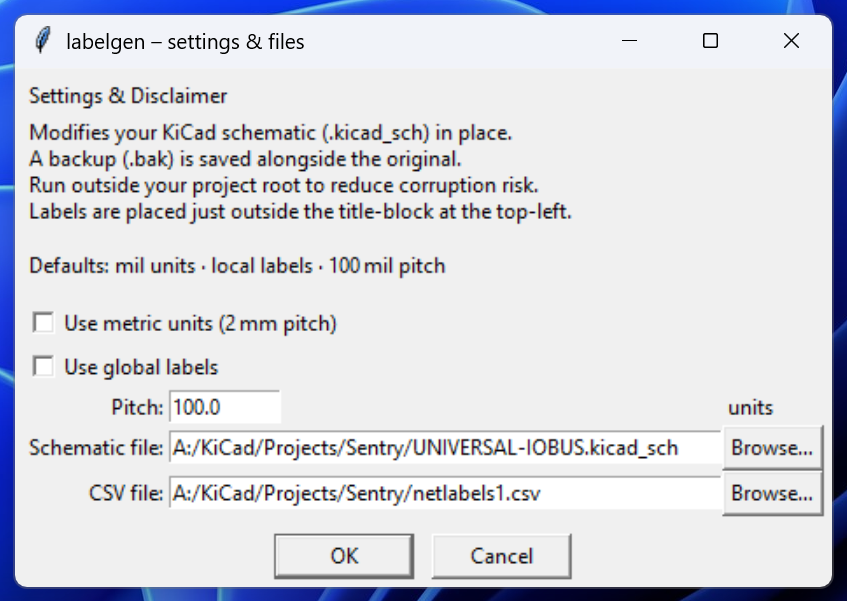 labelgen – settings & files
Settings & Disclaimer
Modifies your KiCad schematic (.kicad_sch) in place.
A backup (.bak) is saved alongside the original.
Run outside your project root to reduce corruption risk.
Labels are placed just outside the title-block at the top-left.
Defaults: mil units · local labels · 100 mil pitch
Use metric units (2 mm pitch)
Use global labels
Pitch: 100.0 units
Schematic file: A:/KiCad/Projects/Sentry/UNIVERSAL-IOBUS.kicad_sch Browse...
CSV file: A:/KiCad/Projects/Sentry/netlabels1.csv Browse...
OK Cancel